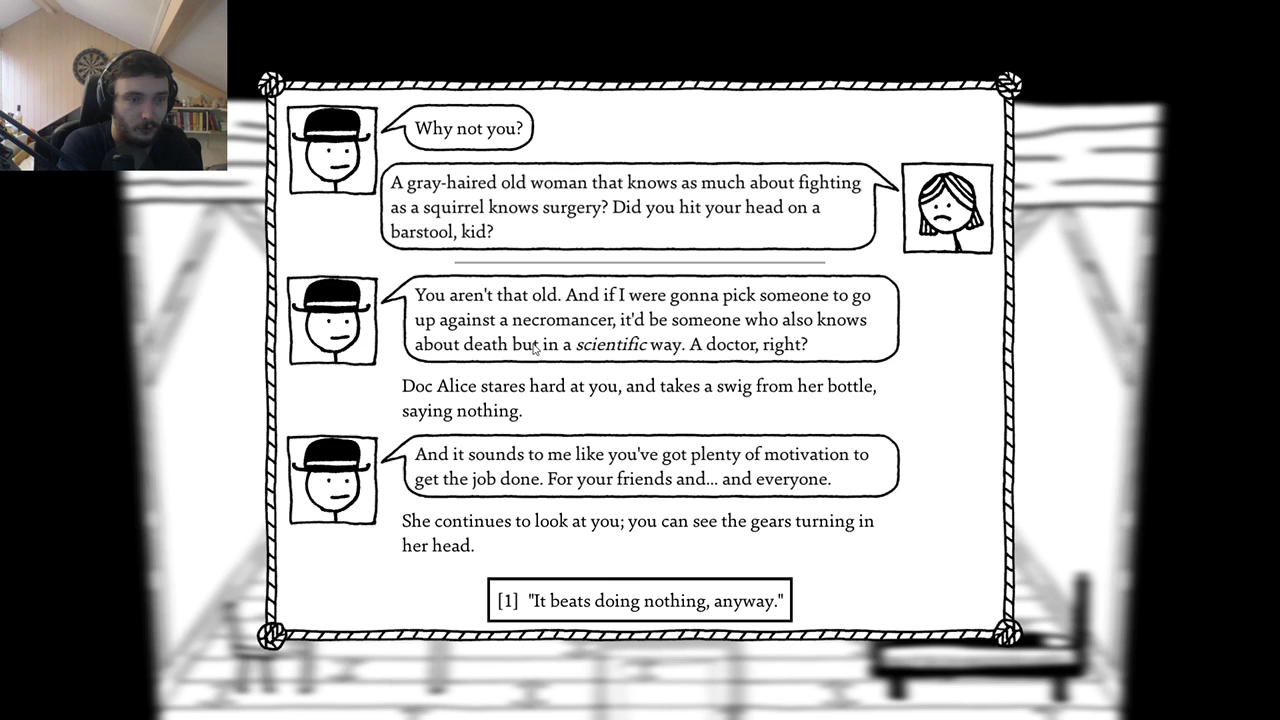 Why not you?
A gray-haired old woman that knows as much about fighting
as a squirrel knows surgery? Did you hit your head on a
barstool, kid?
You aren't that old. And if I were gonna pick someone to go
up against a necromancer, it'd be someone who also knows
about death but in a scientific way. A doctor, right?
Doc Alice stares hard at you, and takes a swig from her bottle,
saying nothing.
And it sounds to me like you've got plenty of motivation to
get the job done. For your friends and... and everyone.
She continues to look at you; you can see the gears turning in
her head.
[1] "It beats doing nothing, anyway."